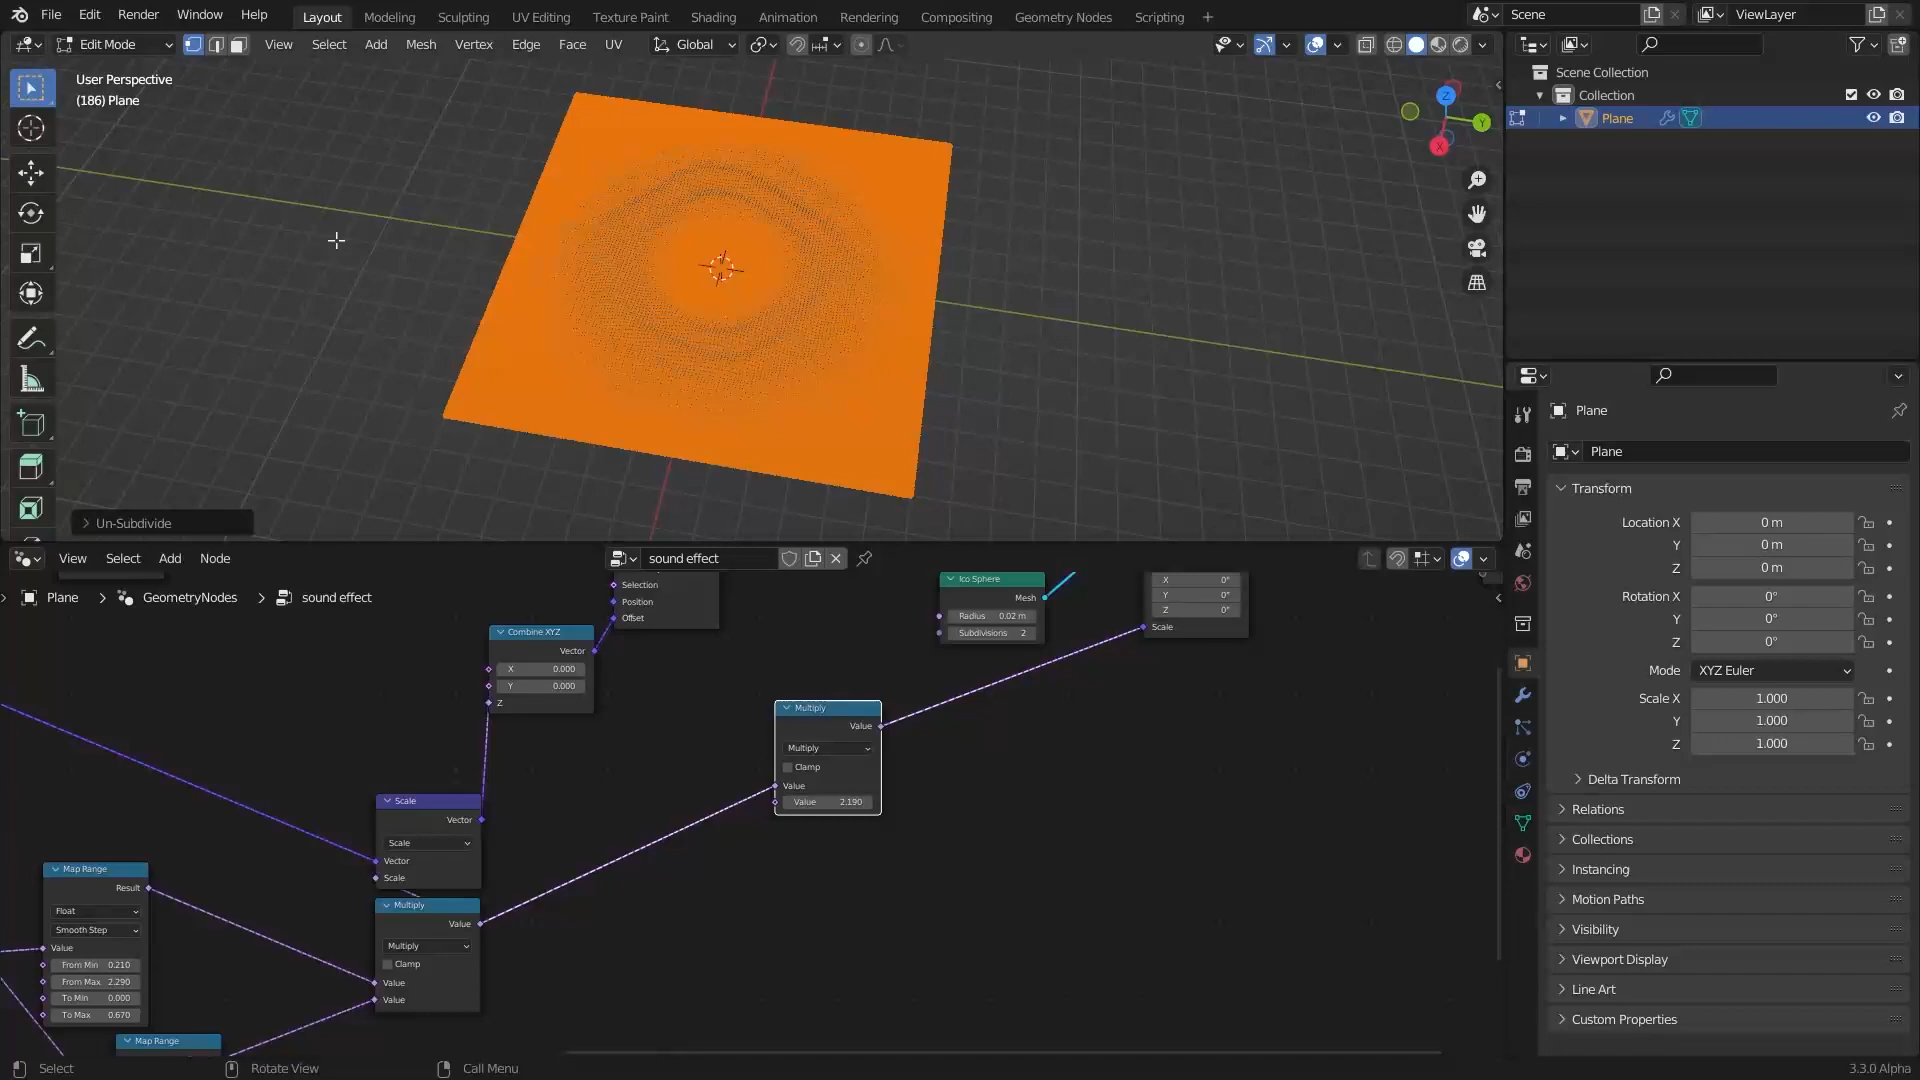 File Edit Render Window Help Layout Modeling Sculpting UV Editing Texture Paint Shading Animation Rendering Compositing Geometry Nodes Scripting + Scene ViewLayer
Edit Mode View Select Add Mesh Vertex Edge Face UV Global
User Perspective
(186) Plane
Z
Y
X
Un-Subdivide
Scene Collection
Collection
Plane
Plane
Plane
Transform
Location X 0 m
Y 0 m
Z 0 m
Rotation X 0°
Y 0°
Z 0°
Mode XYZ Euler
Scale X 1.000
Y 1.000
Z 1.000
Delta Transform
Relations
Collections
Instancing
Motion Paths
Visibility
Viewport Display
Line Art
Custom Properties
View Select Add Node sound effect
Plane GeometryNodes sound effect
Selection
Position
Offset
Combine XYZ
Vector
X 0.000
Y 0.000
Z
Ico Sphere
Mesh
Radius 0.02 m
Subdivisions 2
X 0°
Y 0°
Z 0°
Scale
Multiply
Value
Multiply
Clamp
Value
Value 2.190
Scale
Vector
Scale
Vector
Scale
Map Range
Result
Float
Smooth Step
Value
From Min 0.210
From Max 2.290
To Min 0.000
To Max 0.670
Multiply
Value
Multiply
Clamp
Value
Value
Map Range
Select Rotate View Call Menu 3.3.0 Alpha